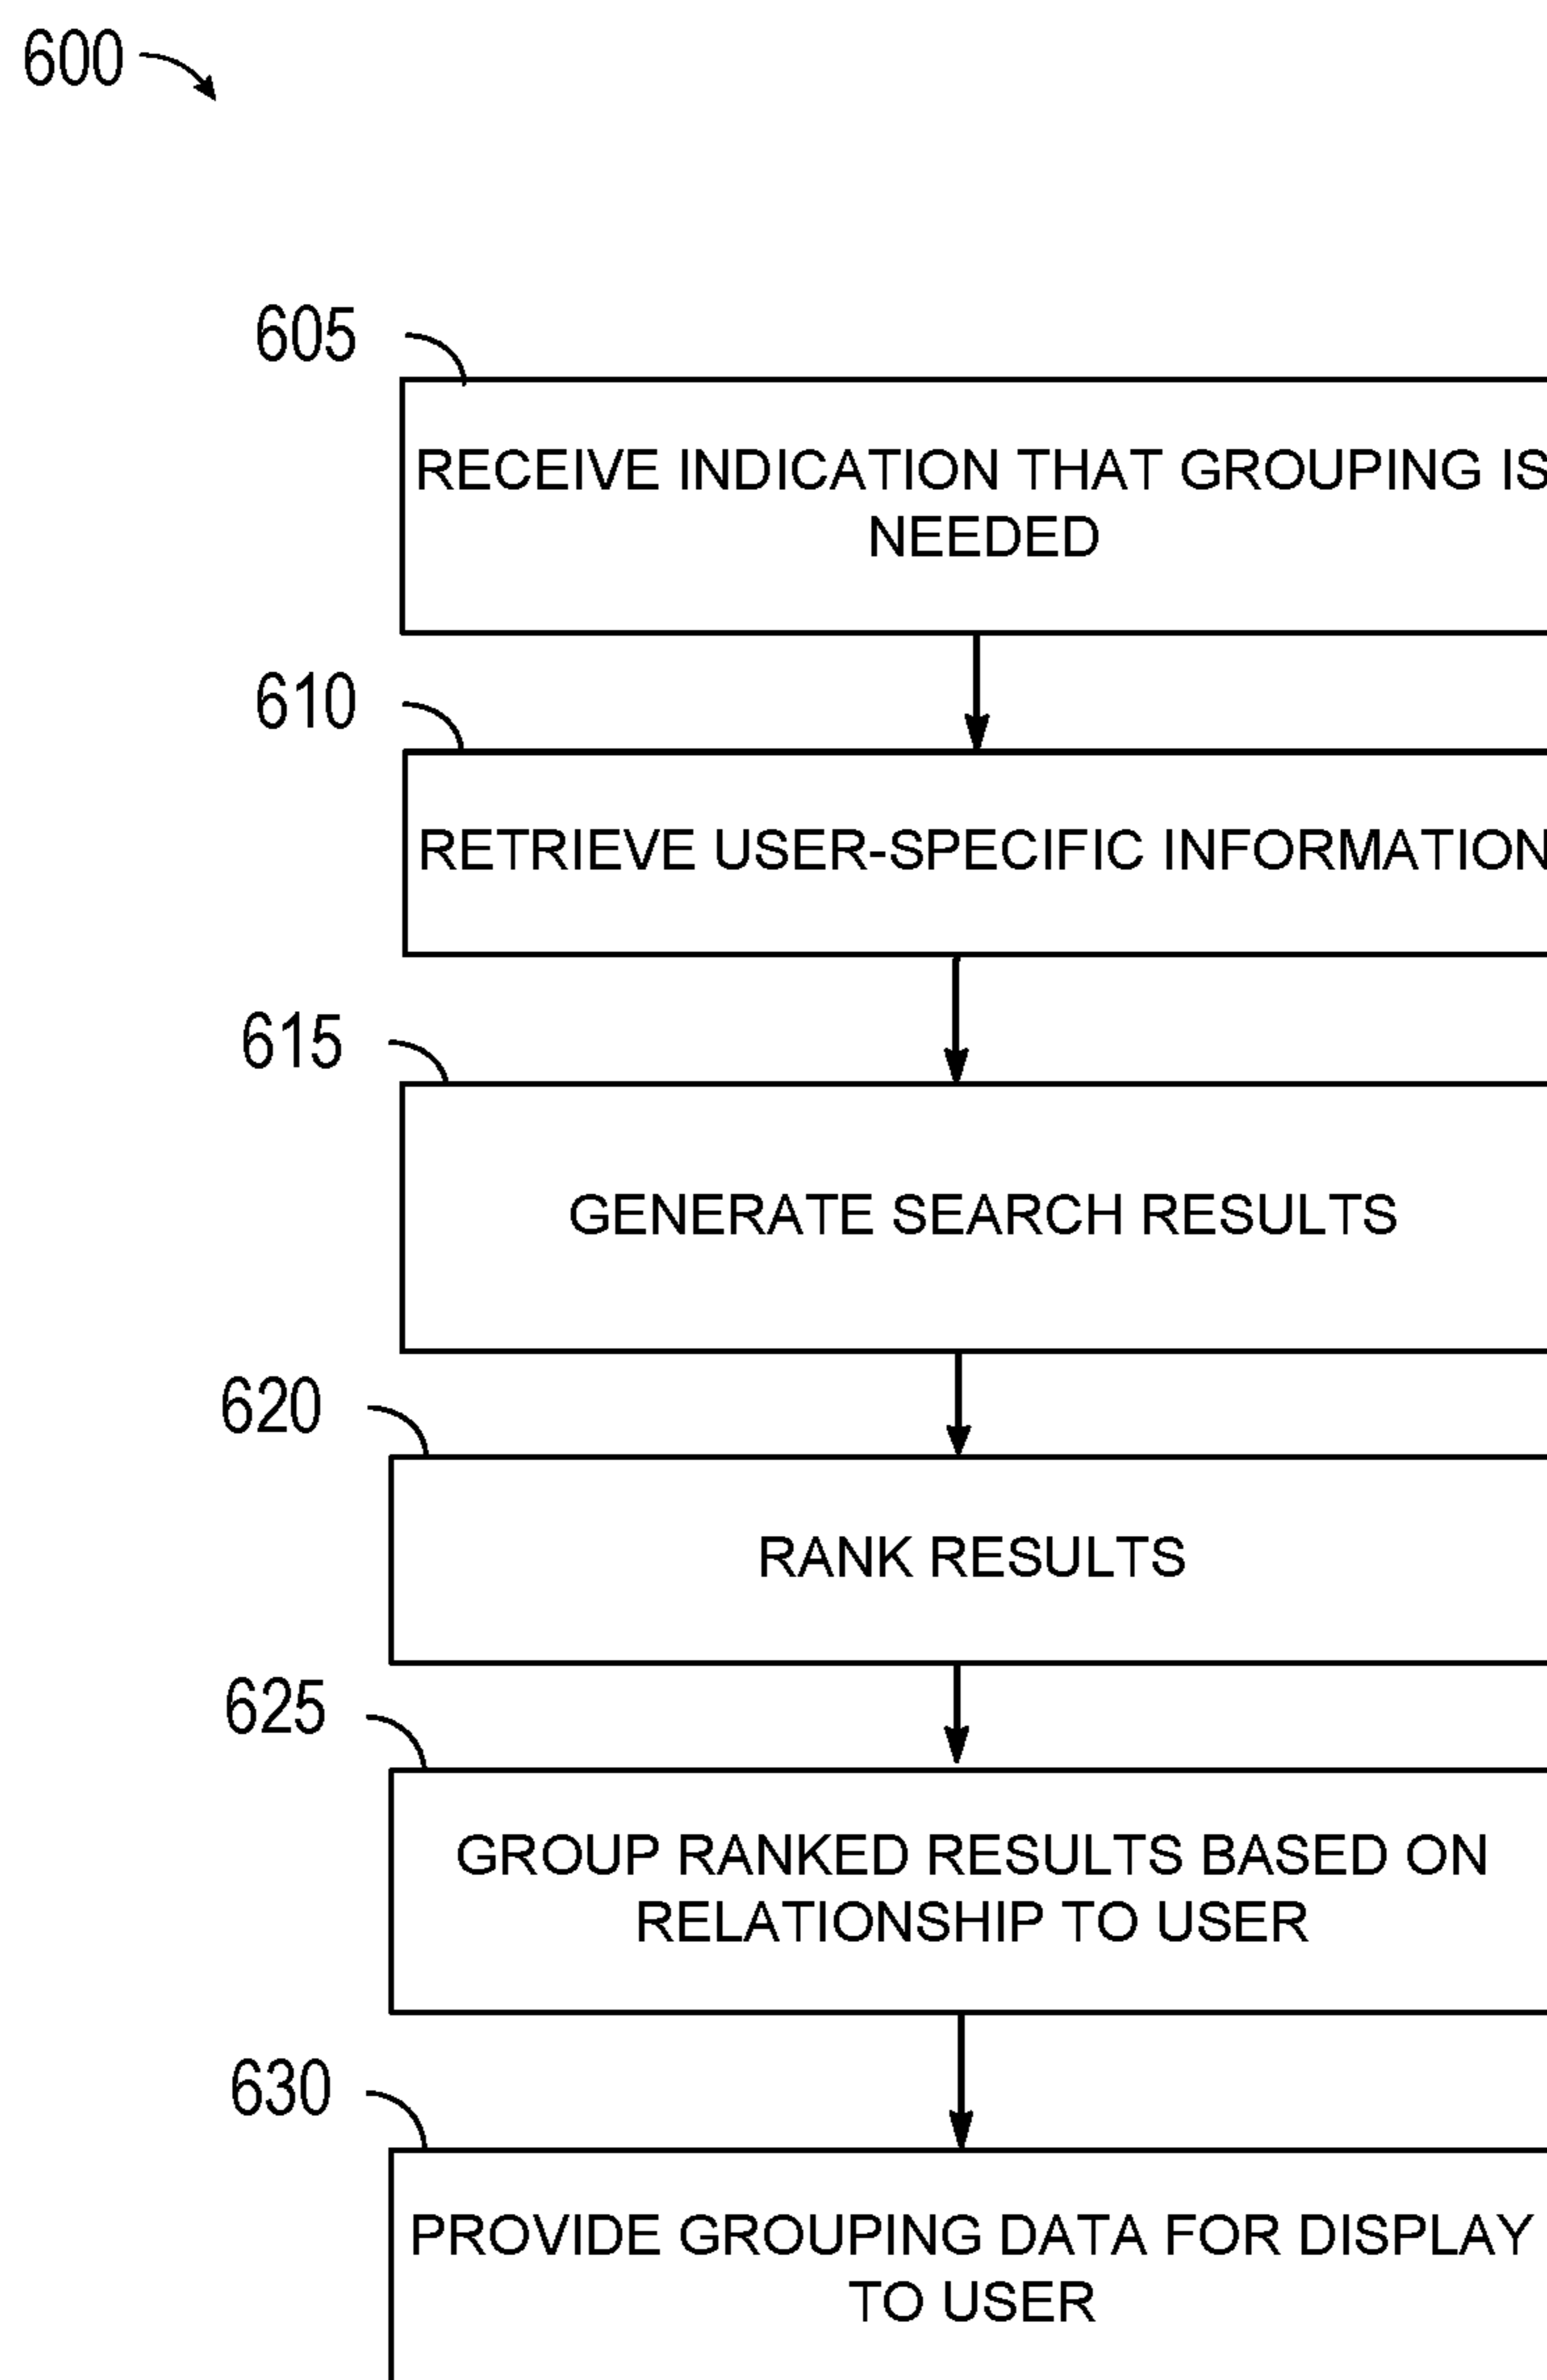 600
605
RECEIVE INDICATION THAT GROUPING IS
NEEDED
610
RETRIEVE USER-SPECIFIC INFORMATION
615
GENERATE SEARCH RESULTS
620
RANK RESULTS
625
GROUP RANKED RESULTS BASED ON
RELATIONSHIP TO USER
630
PROVIDE GROUPING DATA FOR DISPLAY
TO USER